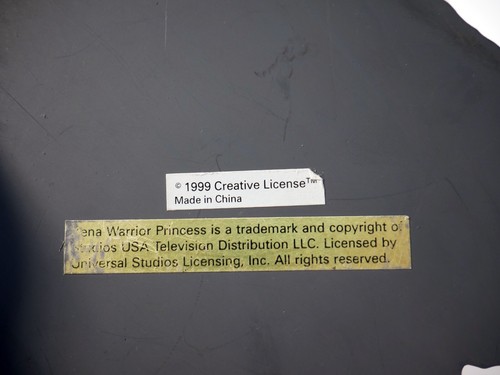 © 1999 Creative License™
Made in China
Xena Warrior Princess is a trademark and copyright of
Studios USA Television Distribution LLC. Licensed by
Universal Studios Licensing, Inc. All rights reserved.